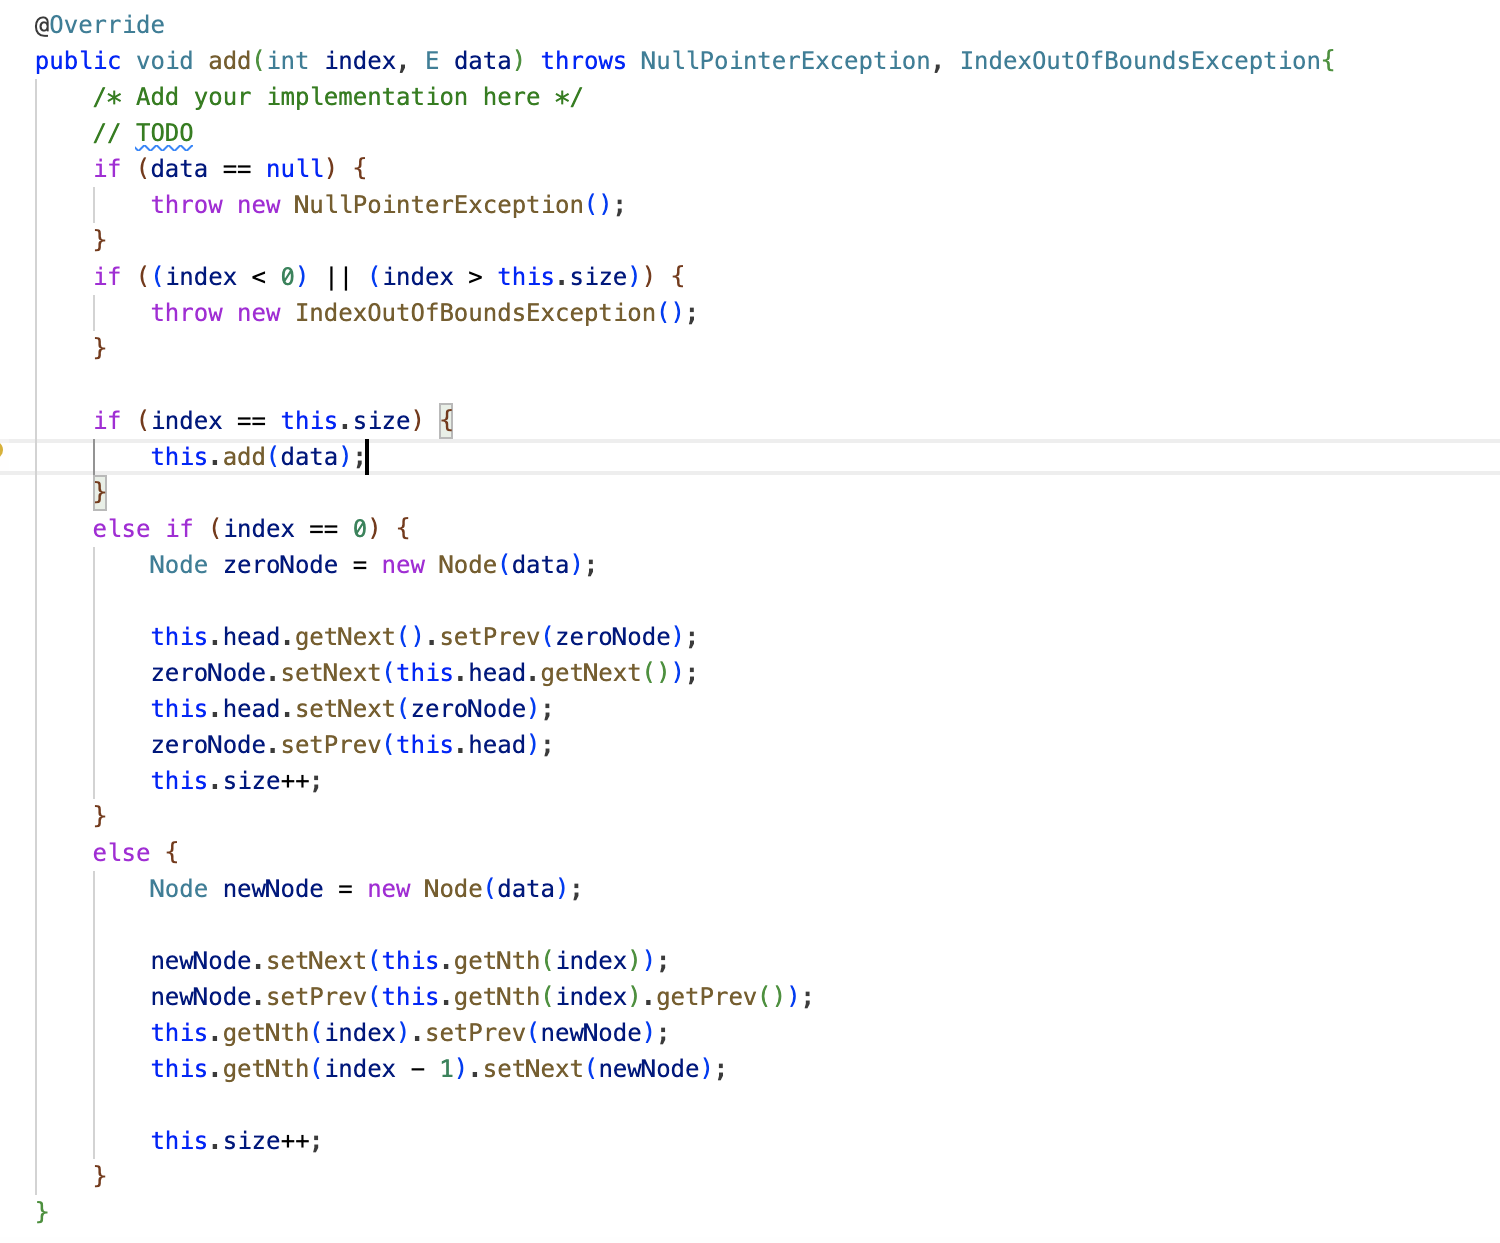 @Override
public void add(int index, E data) throws NullPointerException, IndexOutOfBoundsException{
    /* Add your implementation here */
    // TODO
    if (data == null) {
        throw new NullPointerException();
    }
    if ((index < 0) || (index > this.size)) {
        throw new IndexOutOfBoundsException();
    }

    if (index == this.size) {
        this.add(data);
    }
    else if (index == 0) {
        Node zeroNode = new Node(data);

        this.head.getNext().setPrev(zeroNode);
        zeroNode.setNext(this.head.getNext());
        this.head.setNext(zeroNode);
        zeroNode.setPrev(this.head);
        this.size++;
    }
    else {
        Node newNode = new Node(data);

        newNode.setNext(this.getNth(index));
        newNode.setPrev(this.getNth(index).getPrev());
        this.getNth(index).setPrev(newNode);
        this.getNth(index - 1).setNext(newNode);

        this.size++;
    }
}